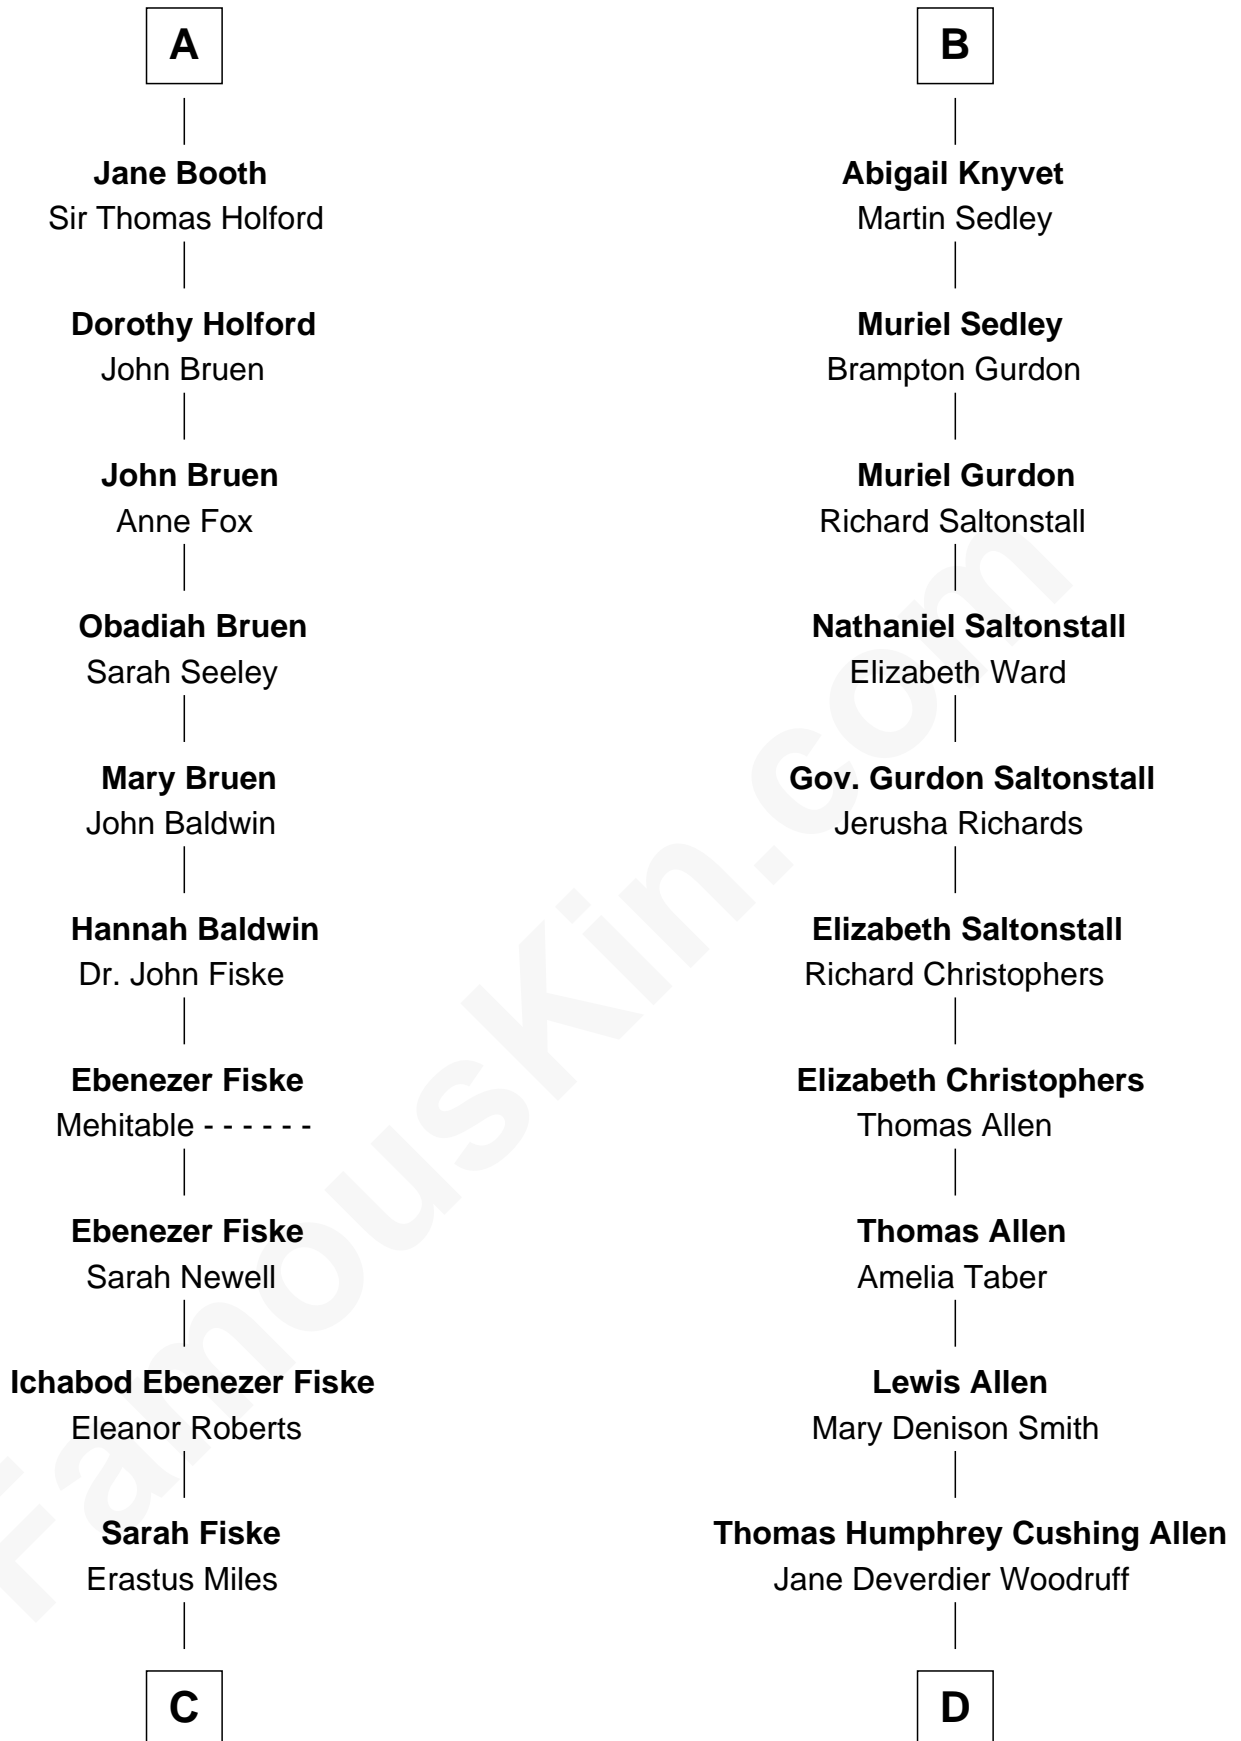 A
Jane Booth
Sir Thomas Holford
Dorothy Holford
John Bruen
John Bruen
Anne Fox
Obadiah Bruen
Sarah Seeley
Mary Bruen
John Baldwin
Hannah Baldwin
Dr. John Fiske
Ebenezer Fiske
Mehitable - - - - - -
Ebenezer Fiske
Sarah Newell
Ichabod Ebenezer Fiske
Eleanor Roberts
Sarah Fiske
Erastus Miles
C
B
Abigail Knyvet
Martin Sedley
Muriel Sedley
Brampton Gurdon
Muriel Gurdon
Richard Saltonstall
Nathaniel Saltonstall
Elizabeth Ward
Gov. Gurdon Saltonstall
Jerusha Richards
Elizabeth Saltonstall
Richard Christophers
Elizabeth Christophers
Thomas Allen
Thomas Allen
Amelia Taber
Lewis Allen
Mary Denison Smith
Thomas Humphrey Cushing Allen
Jane Deverdier Woodruff
D
FamousKin.com